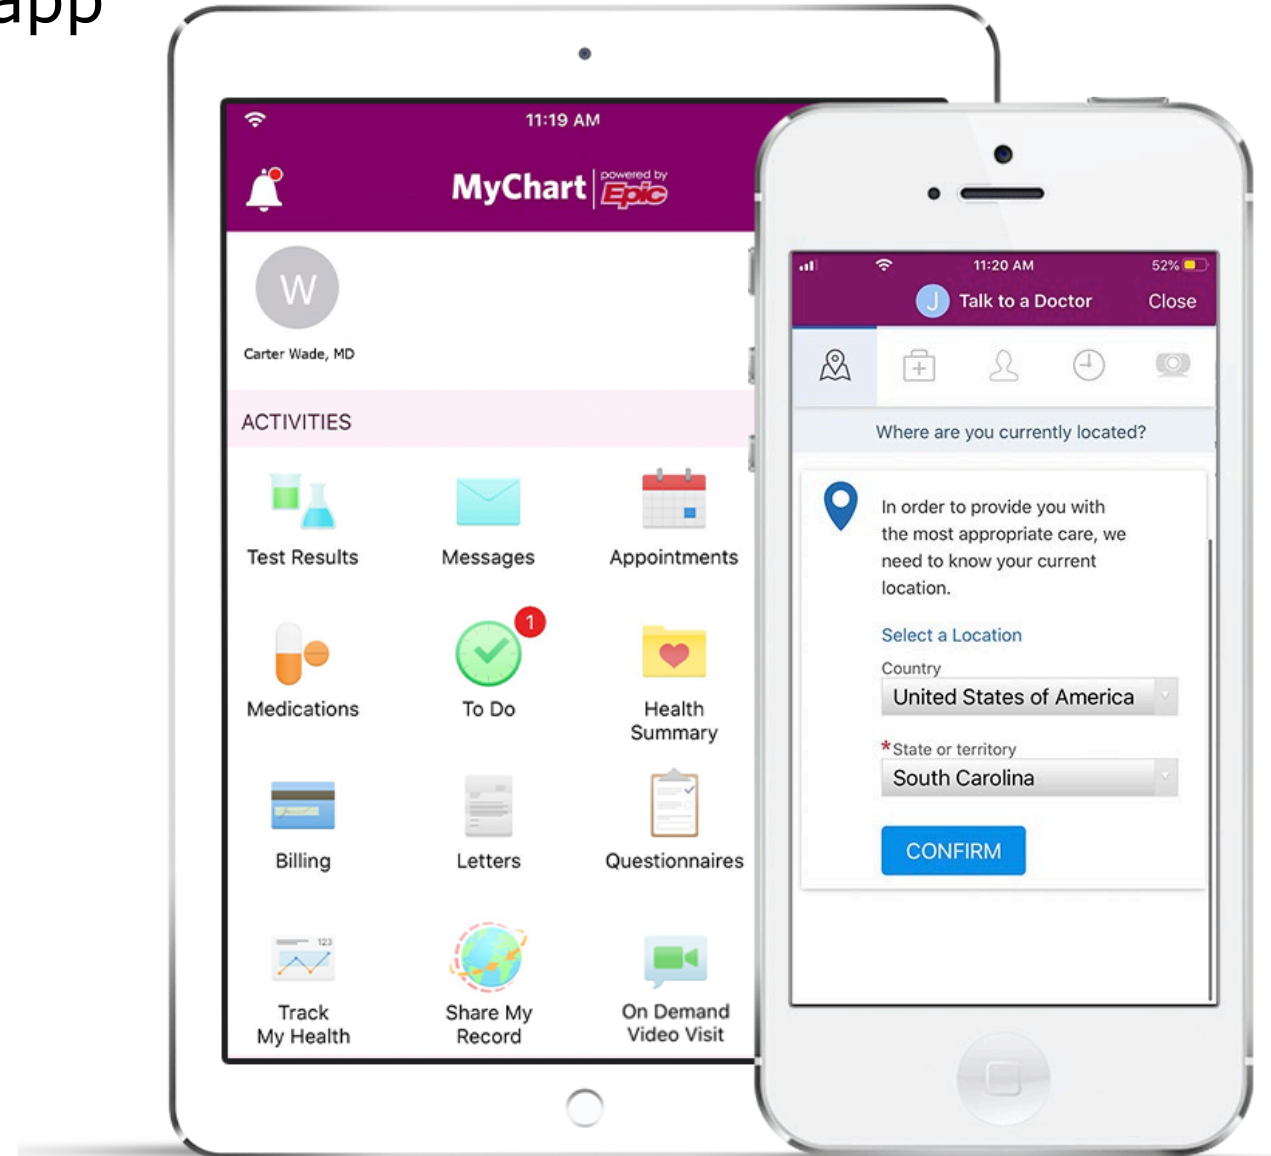 app
11:19 AM
MyChart powered by Epic
W
Carter Wade, MD
ACTIVITIES
Test Results
Messages
Appointments
1
Medications
To Do
Health
Summary
Billing
Letters
Questionnaires
123
Track
My Health
Share My
Record
On Demand
Video Visit
11:20 AM
52%
J
Talk to a Doctor
Close
Where are you currently located?
In order to provide you with
the most appropriate care, we
need to know your current
location.
Select a Location
Country
United States of America
*State or territory
South Carolina
CONFIRM